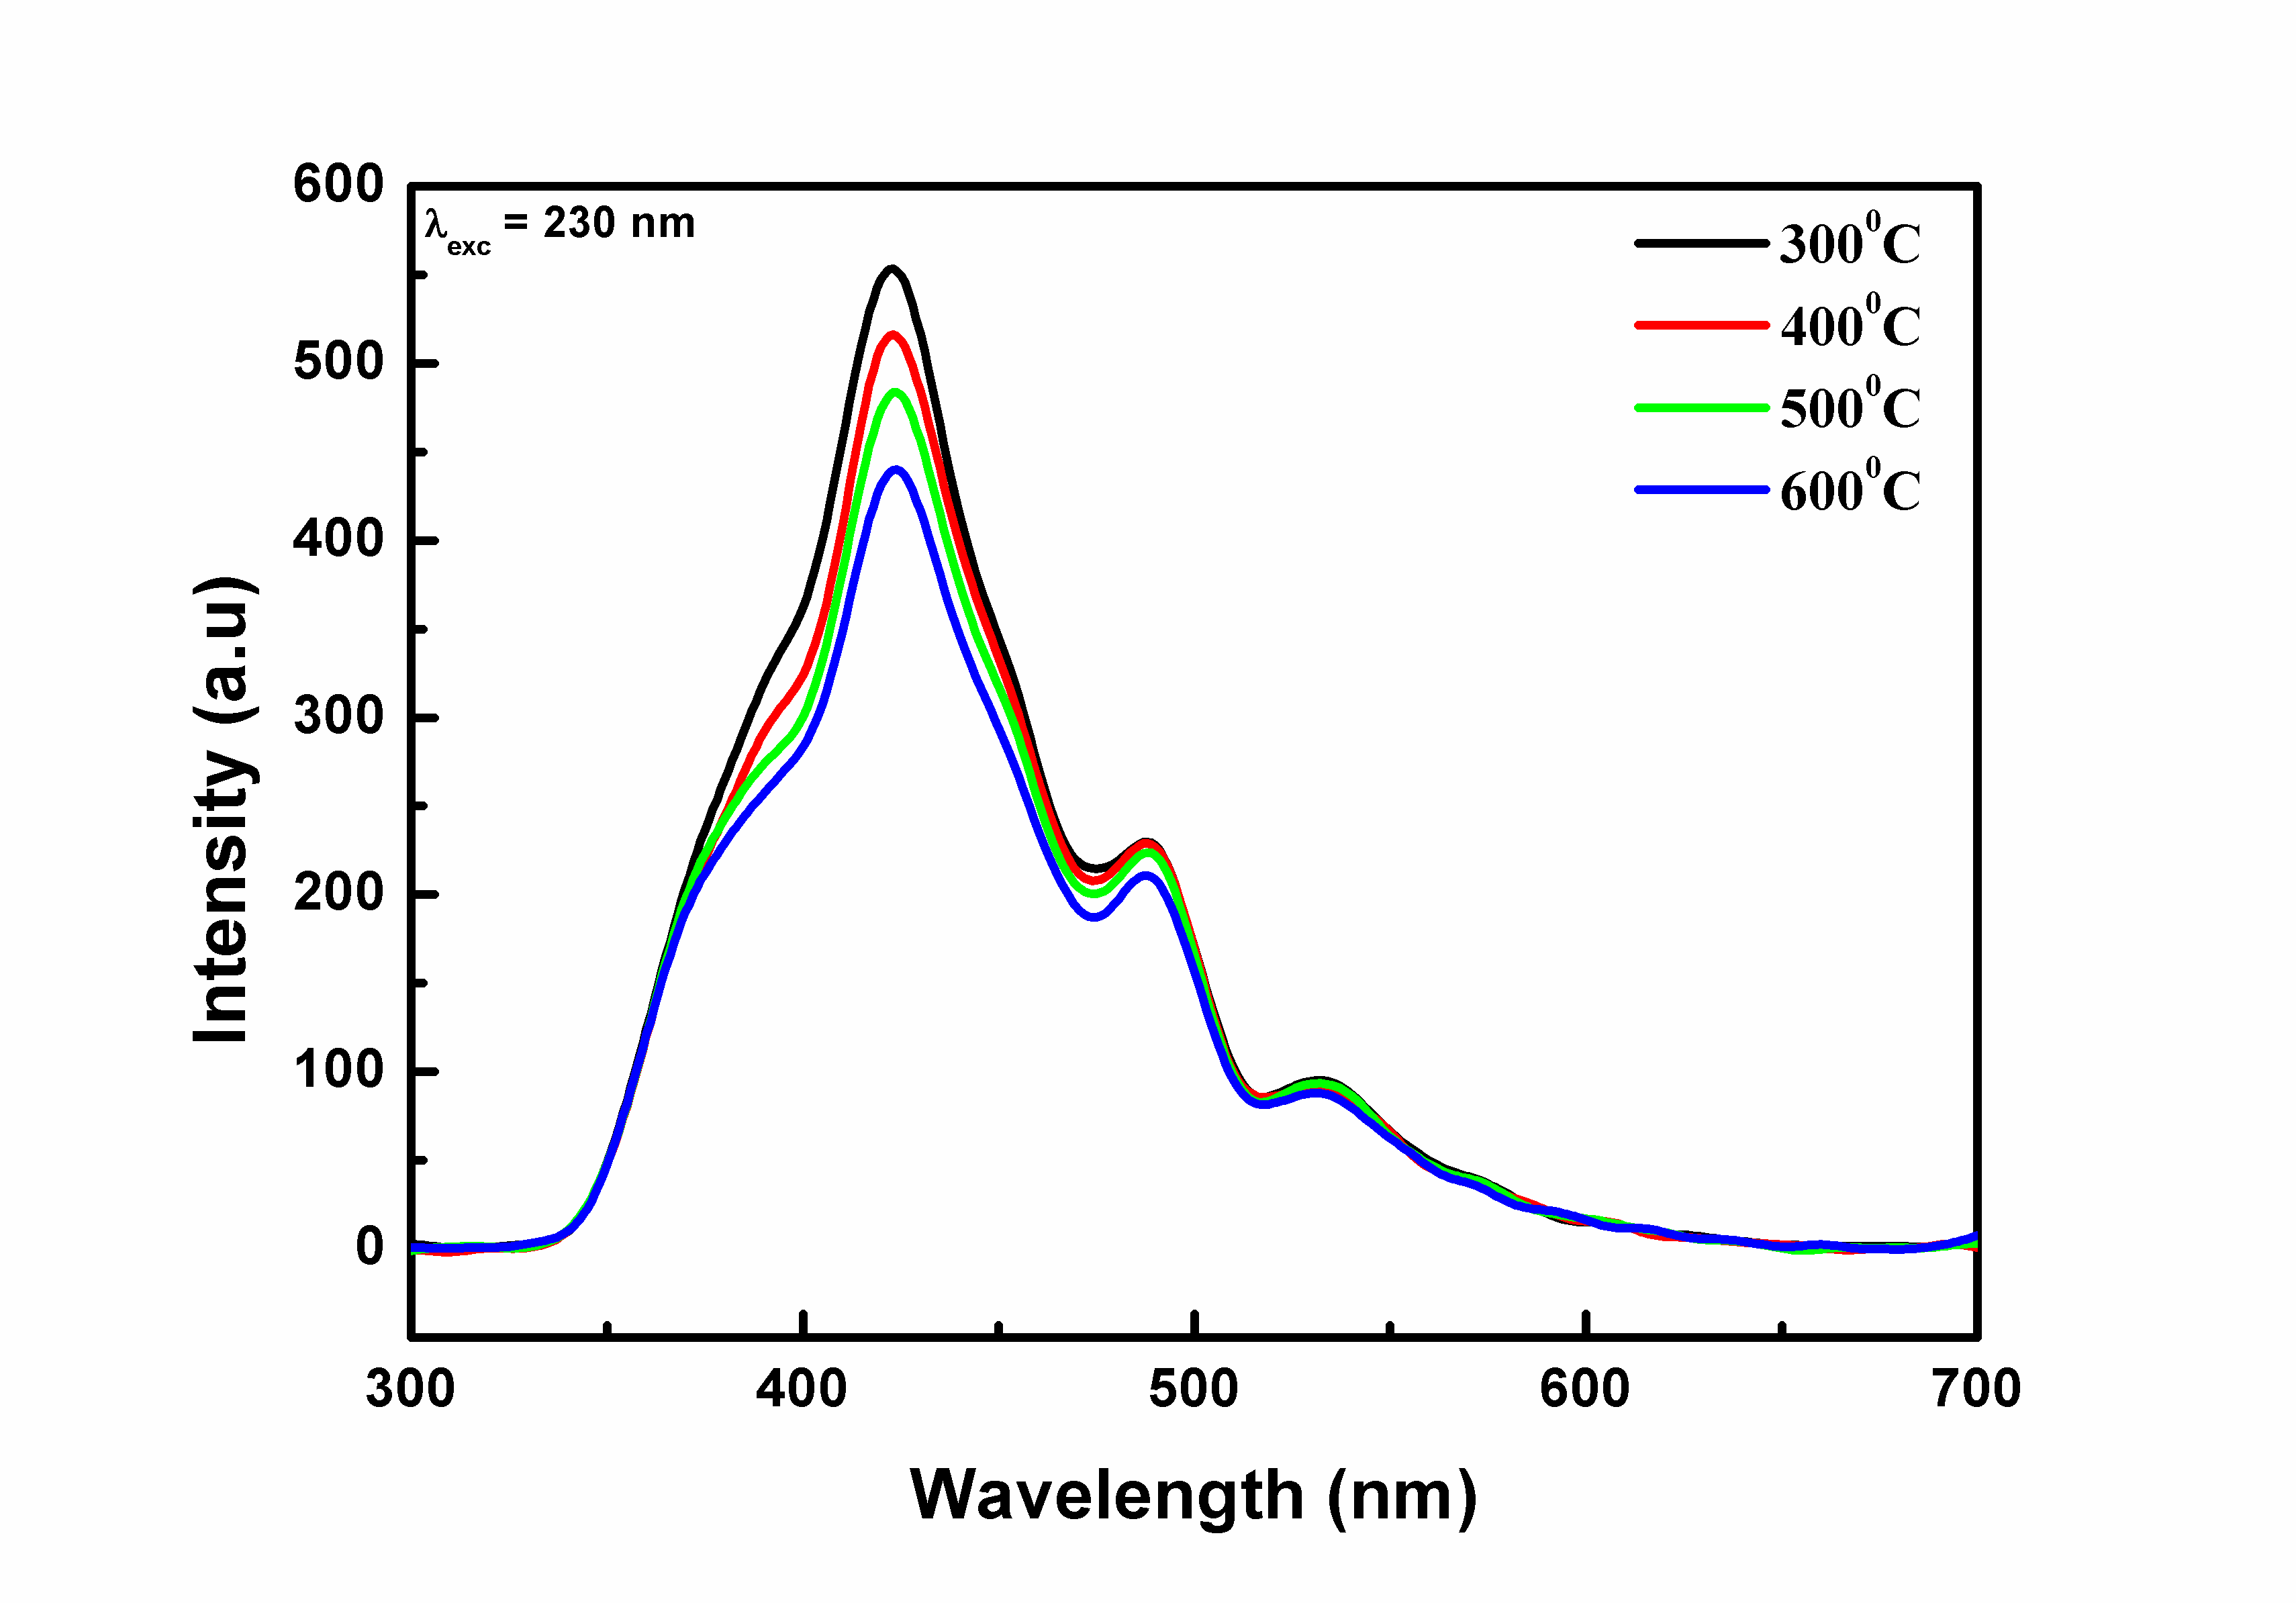 λexc = 230 nm
300⁰C
400⁰C
500⁰C
600⁰C
600
500
400
300
200
100
0
Intensity (a.u)
300 400 500 600 700
Wavelength (nm)